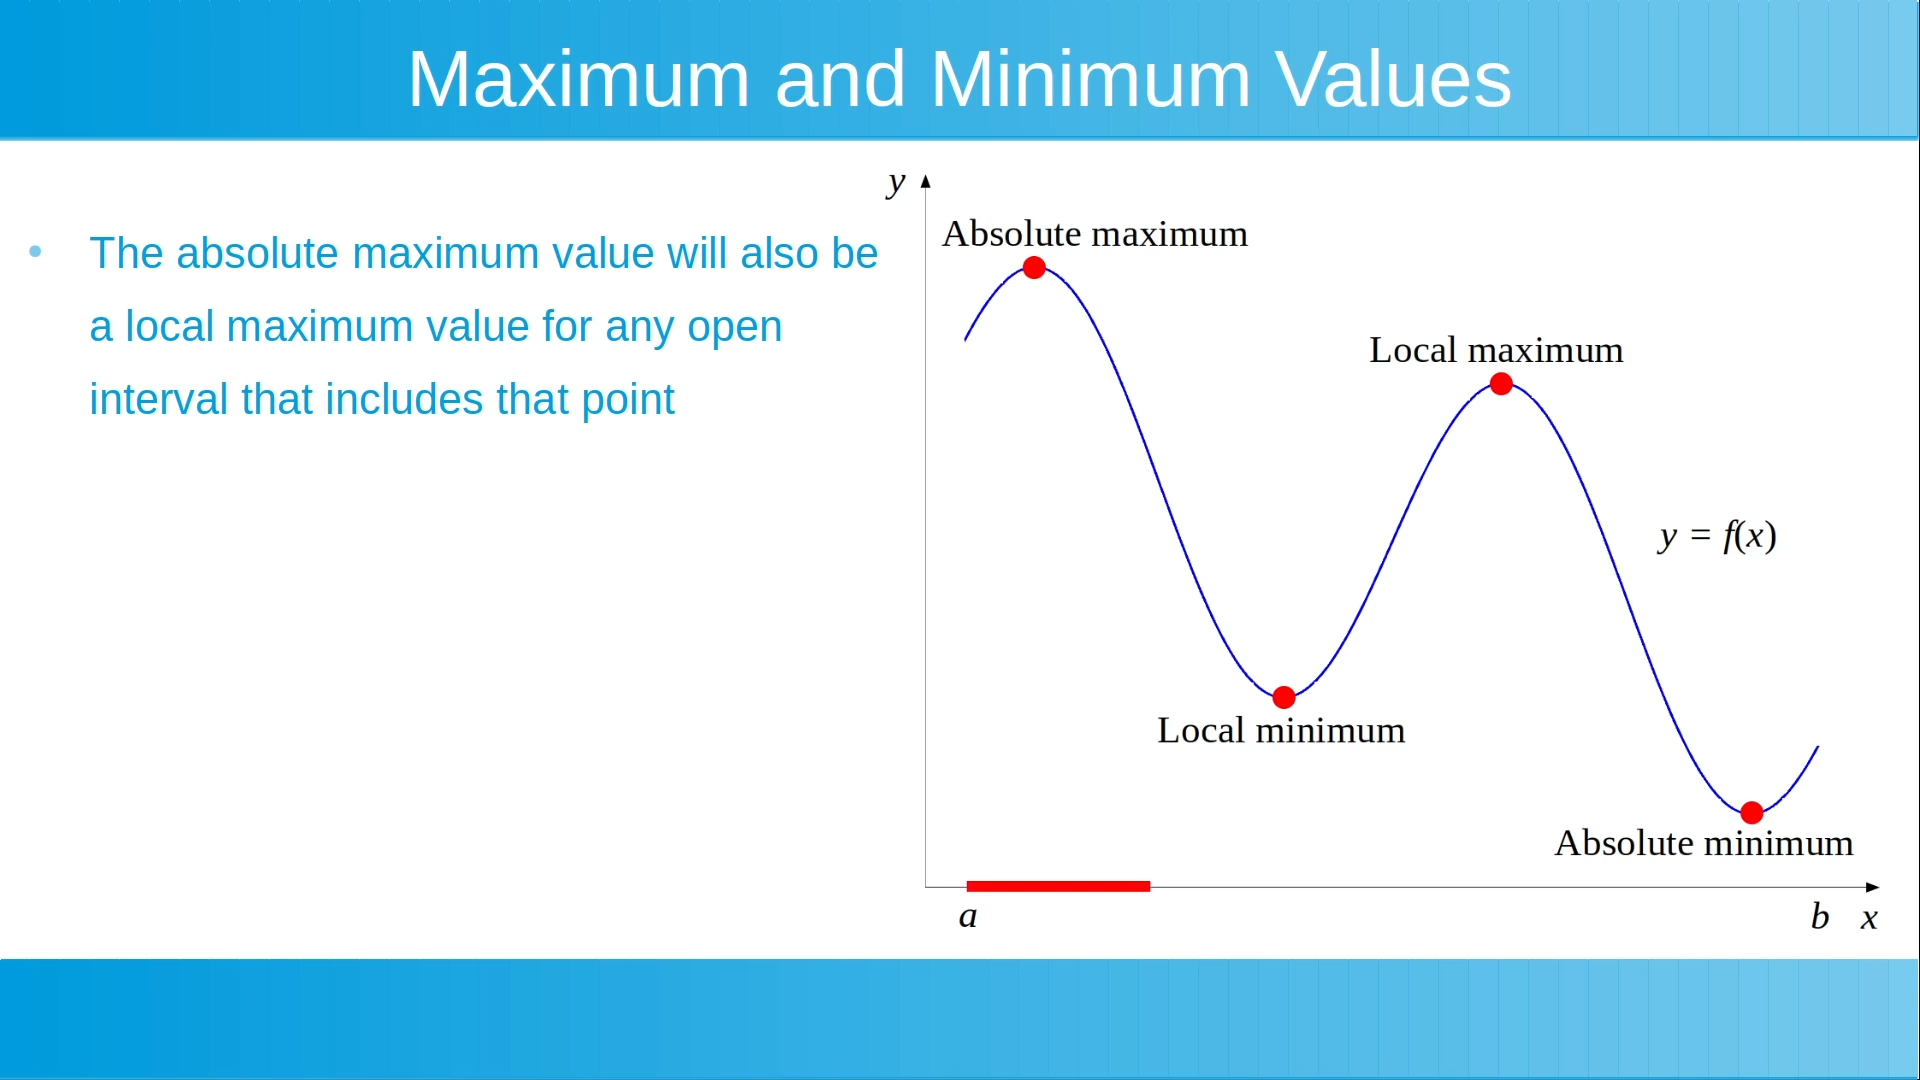 Maximum and Minimum Values
• The absolute maximum value will also be
a local maximum value for any open
interval that includes that point
y
Absolute maximum
Local maximum
y = f(x)
Local minimum
Absolute minimum
a
b
x